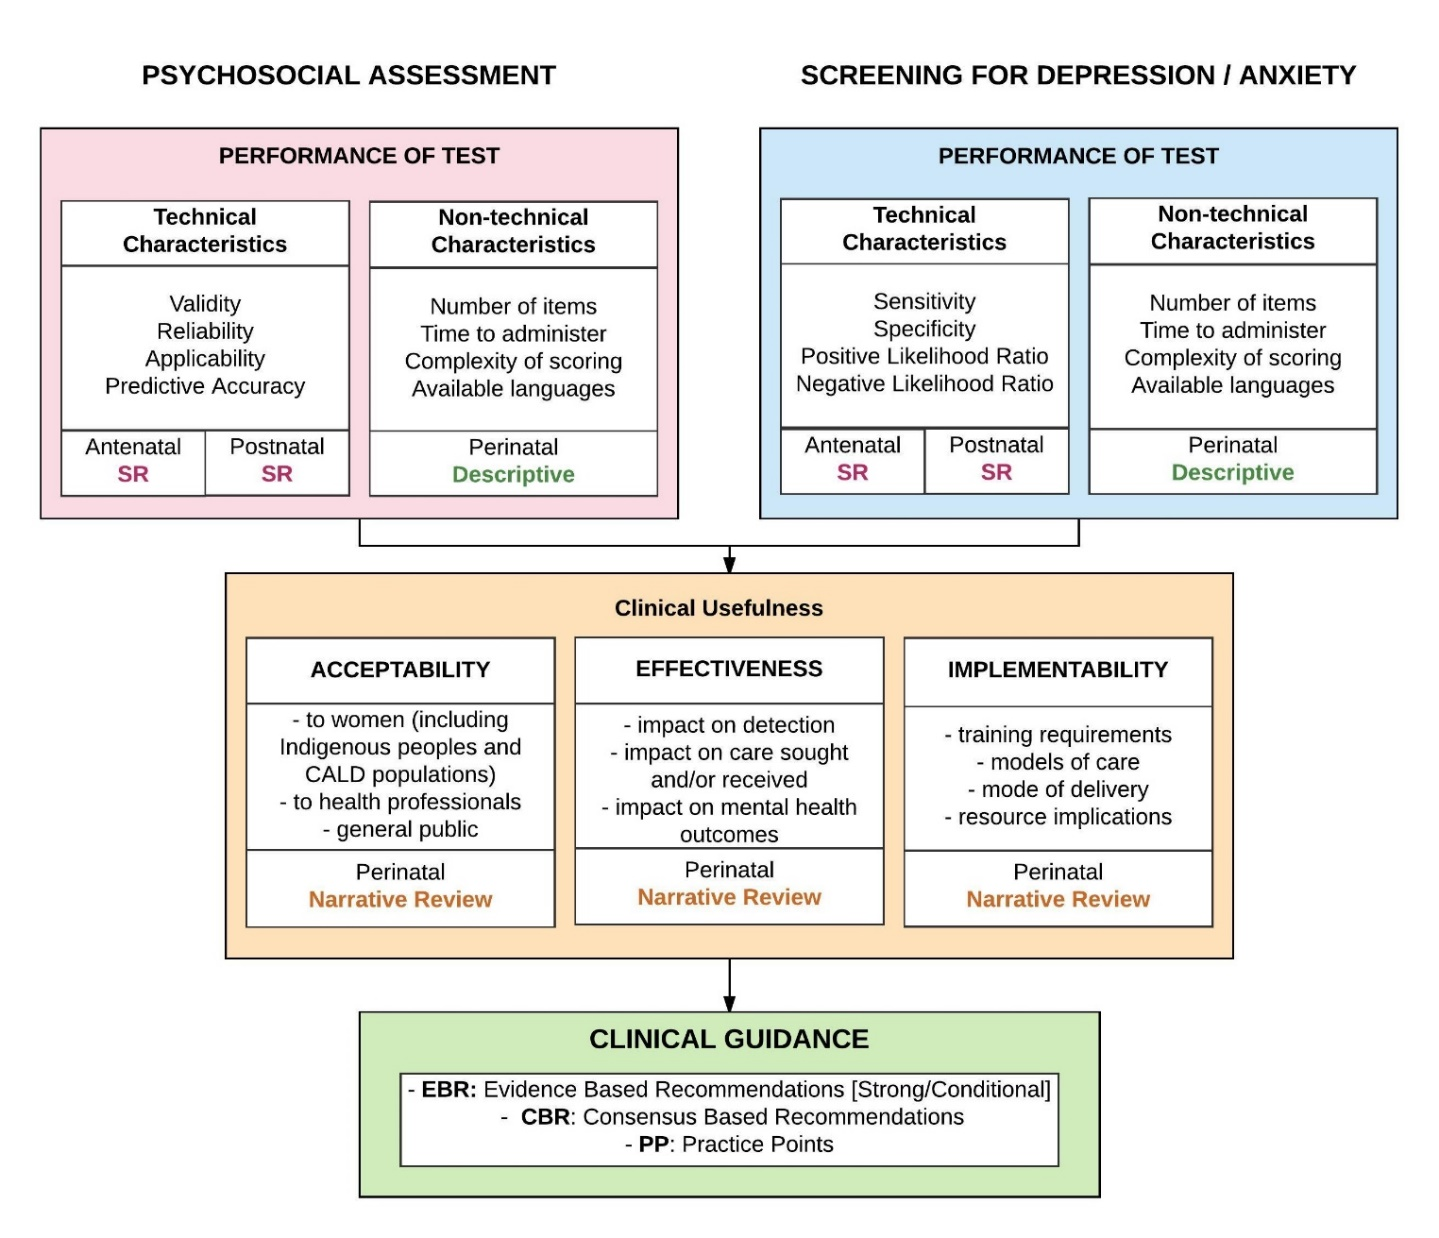 PSYCHOSOCIAL ASSESSMENT
SCREENING FOR DEPRESSION / ANXIETY
PERFORMANCE OF TEST
Technical
Characteristics
Validity
Reliability
Applicability
Predictive Accuracy
Antenatal
SR
Postnatal
SR
Non-technical
Characteristics
Number of items
Time to administer
Complexity of scoring
Available languages
Perinatal
Descriptive
PERFORMANCE OF TEST
Technical
Characteristics
Sensitivity
Specificity
Positive Likelihood Ratio
Negative Likelihood Ratio
Antenatal
SR
Postnatal
SR
Non-technical
Characteristics
Number of items
Time to administer
Complexity of scoring
Available languages
Perinatal
Descriptive
Clinical Usefulness
ACCEPTABILITY
- to women (including
Indigenous peoples and
CALD populations)
- to health professionals
- general public
Perinatal
Narrative Review
EFFECTIVENESS
- impact on detection
- impact on care sought
and/or received
- impact on mental health
outcomes
Perinatal
Narrative Review
IMPLEMENTABILITY
- training requirements
- models of care
- mode of delivery
- resource implications
Perinatal
Narrative Review
CLINICAL GUIDANCE
- EBR: Evidence Based Recommendations [Strong/Conditional]
- CBR: Consensus Based Recommendations
- PP: Practice Points